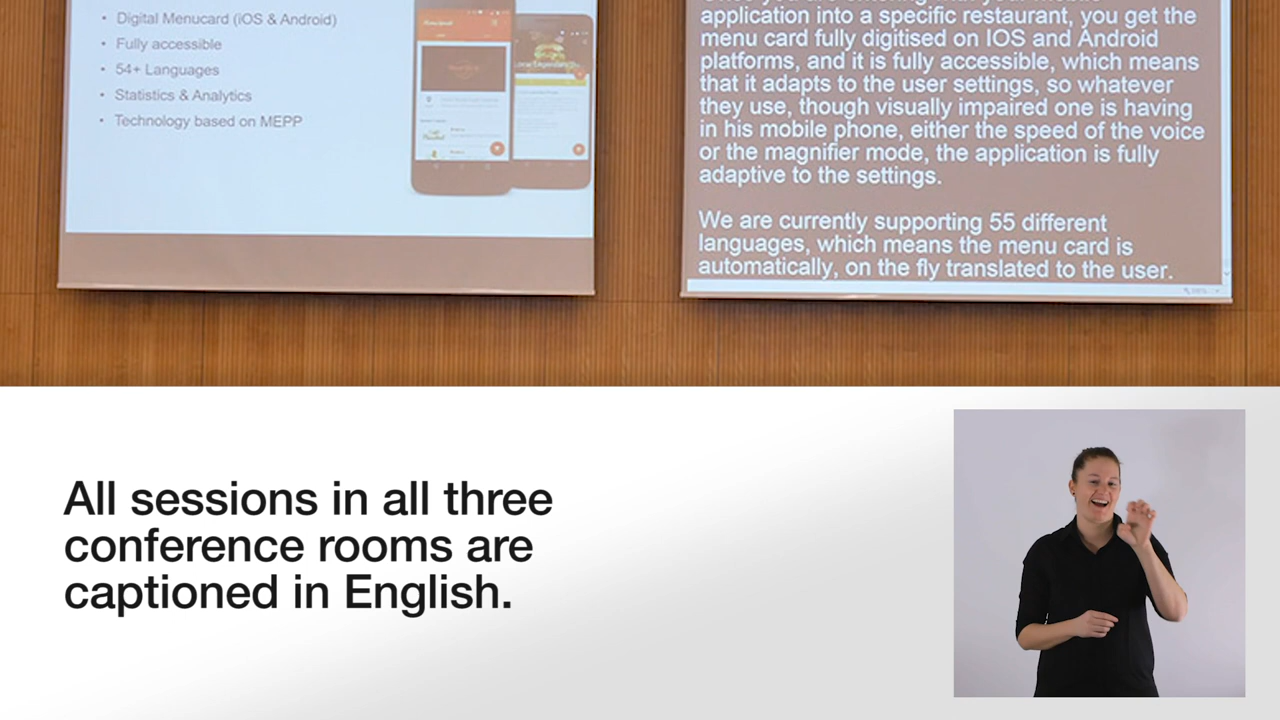 • Digital Menucard (iOS & Android)
• Fully accessible
• 54+ Languages
• Statistics & Analytics
• Technology based on MEPP
application into a specific restaurant, you get the
menu card fully digitised on IOS and Android
platforms, and it is fully accessible, which means
that it adapts to the user settings, so whatever
they use, though visually impaired one is having
in his mobile phone, either the speed of the voice
or the magnifier mode, the application is fully
adaptive to the settings.
We are currently supporting 55 different
languages, which means the menu card is
automatically, on the fly translated to the user.
All sessions in all three
conference rooms are
captioned in English.